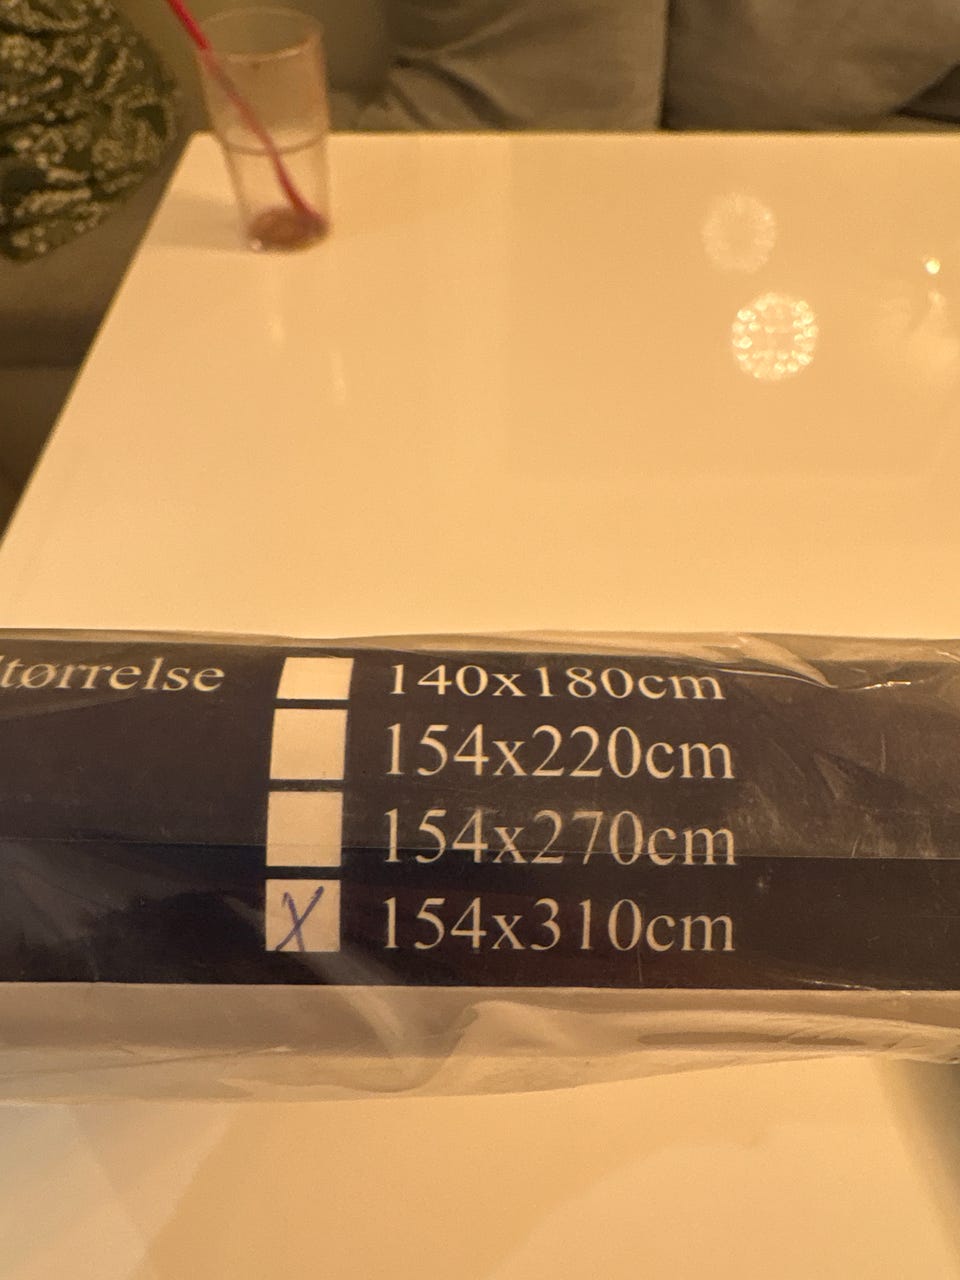 tørrelse 140x180cm
154x220cm
154x270cm
X 154x310cm